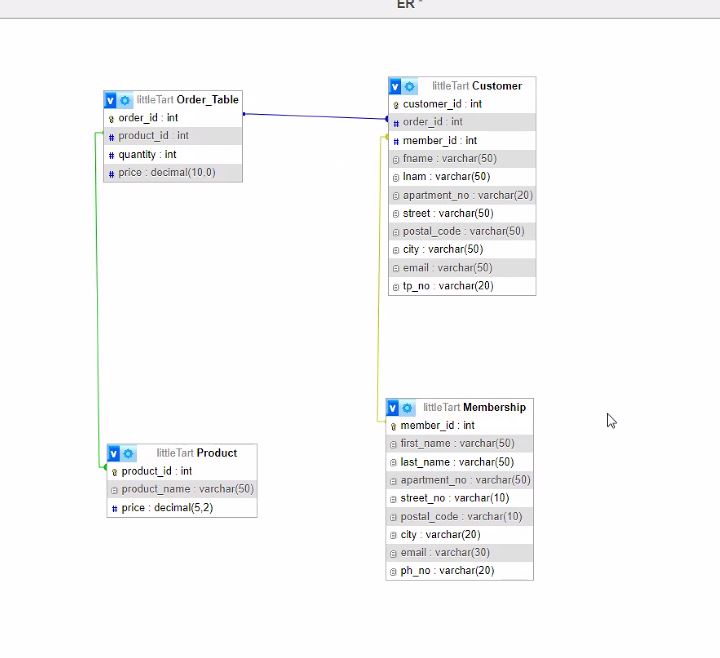 ER
littleTart Order_Table
order_id : int
product_id : int
quantity : int
price : decimal(10,0)
littleTart Customer
customer_id : int
order_id : int
member_id : int
fname : varchar(50)
lnam : varchar(50)
apartment_no : varchar(20)
street : varchar(50)
postal_code : varchar(50)
city : varchar(50)
email : varchar(50)
tp_no : varchar(20)
littleTart Product
product_id : int
product_name : varchar(50)
price : decimal(5,2)
littleTart Membership
member_id : int
first_name : varchar(50)
last_name : varchar(50)
apartment_no : varchar(50)
street_no : varchar(10)
postal_code : varchar(10)
city : varchar(20)
email : varchar(30)
ph_no : varchar(20)